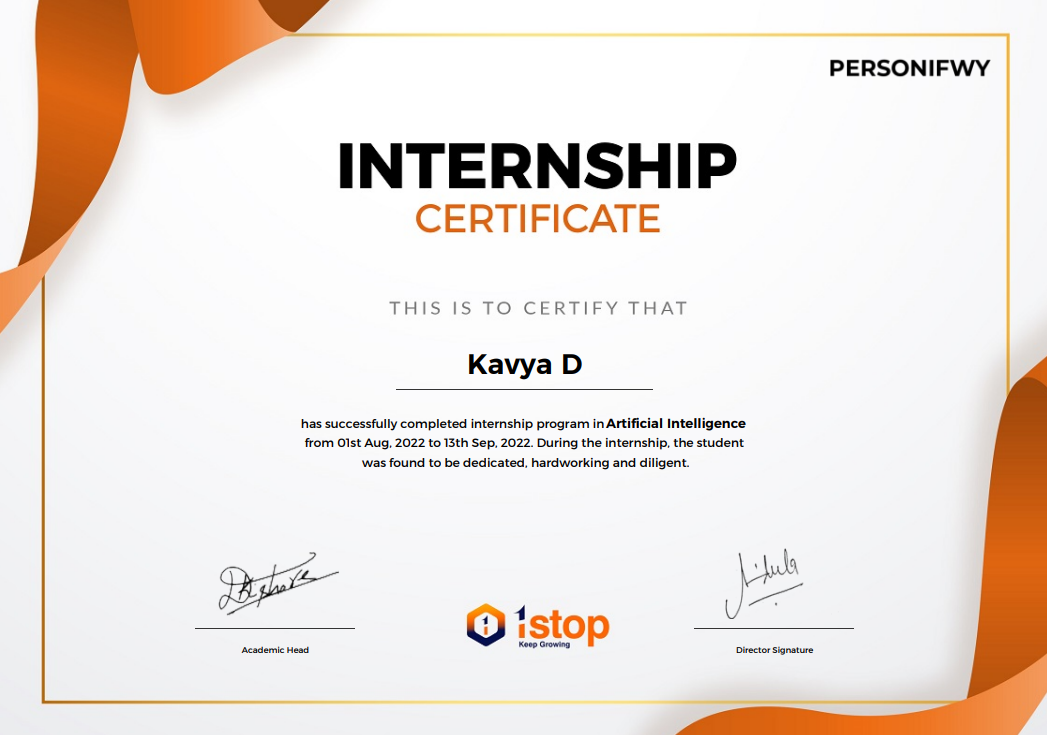 PERSONIFWY
INTERNSHIP
CERTIFICATE
THIS IS TO CERTIFY THAT
Kavya D
has successfully completed internship program in Artificial Intelligence
from 01st Aug, 2022 to 13th Sep, 2022. During the internship, the student
was found to be dedicated, hardworking and diligent.
1stop
Keep Growing
Academic Head
Director Signature